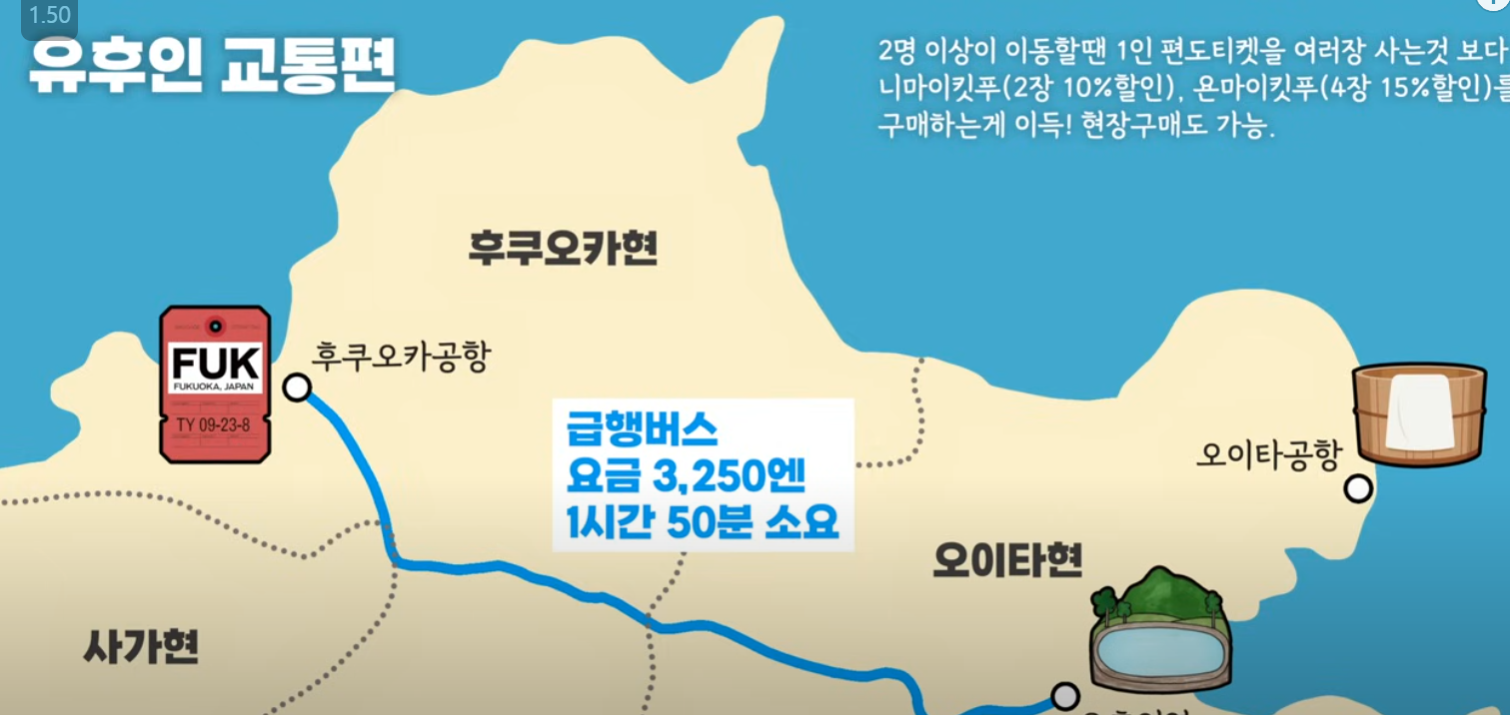 1.50
유후인 교통편
2명 이상이 이동할땐 1인 편도티켓을 여러장 사는것 보다
니마이킷푸(2장 10%할인), 욘마이킷푸(4장 15%할인)를
구매하는게 이득! 현장구매도 가능.
후쿠오카현
FUK
FUKUOKA, JAPAN
TY 09-23-8
후쿠오카공항
급행버스
요금 3,250엔
1시간 50분 소요
오이타공항
오이타현
사가현